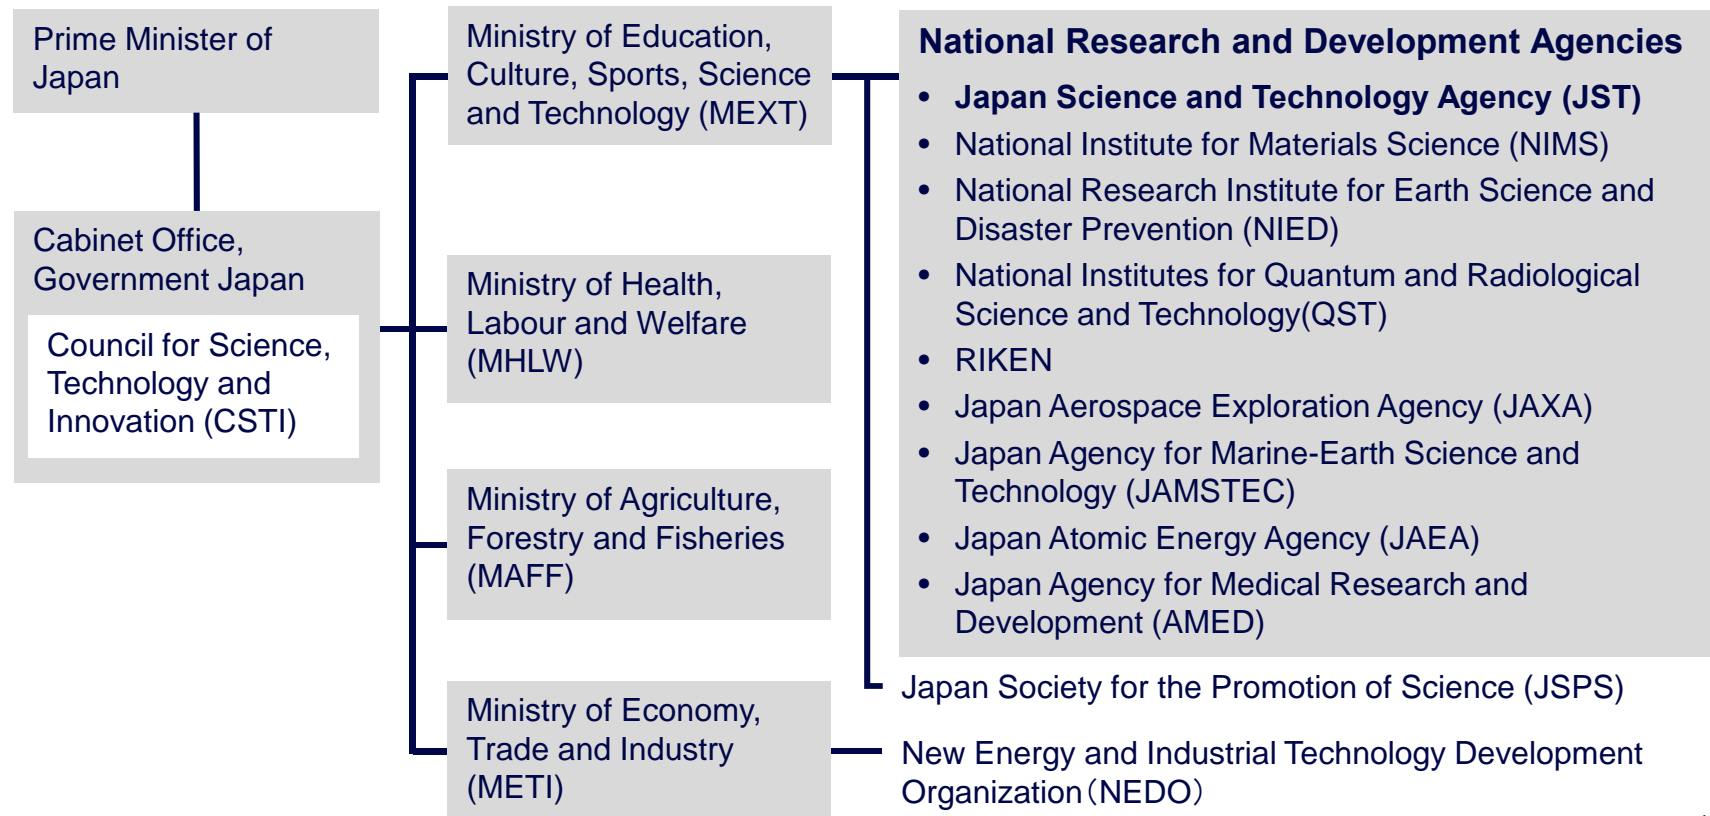 Prime Minister of
Japan
Cabinet Office,
Government Japan
Council for Science,
Technology and
Innovation (CSTI)
Ministry of Education,
Culture, Sports, Science
and Technology (MEXT)
Ministry of Health,
Labour and Welfare
(MHLW)
Ministry of Agriculture,
Forestry and Fisheries
(MAFF)
Ministry of Economy,
Trade and Industry
(METI)
National Research and Development Agencies
• Japan Science and Technology Agency (JST)
• National Institute for Materials Science (NIMS)
• National Research Institute for Earth Science and
Disaster Prevention (NIED)
• National Institutes for Quantum and Radiological
Science and Technology(QST)
• RIKEN
• Japan Aerospace Exploration Agency (JAXA)
• Japan Agency for Marine-Earth Science and
Technology (JAMSTEC)
• Japan Atomic Energy Agency (JAEA)
• Japan Agency for Medical Research and
Development (AMED)
Japan Society for the Promotion of Science (JSPS)
New Energy and Industrial Technology Development
Organization（NEDO）